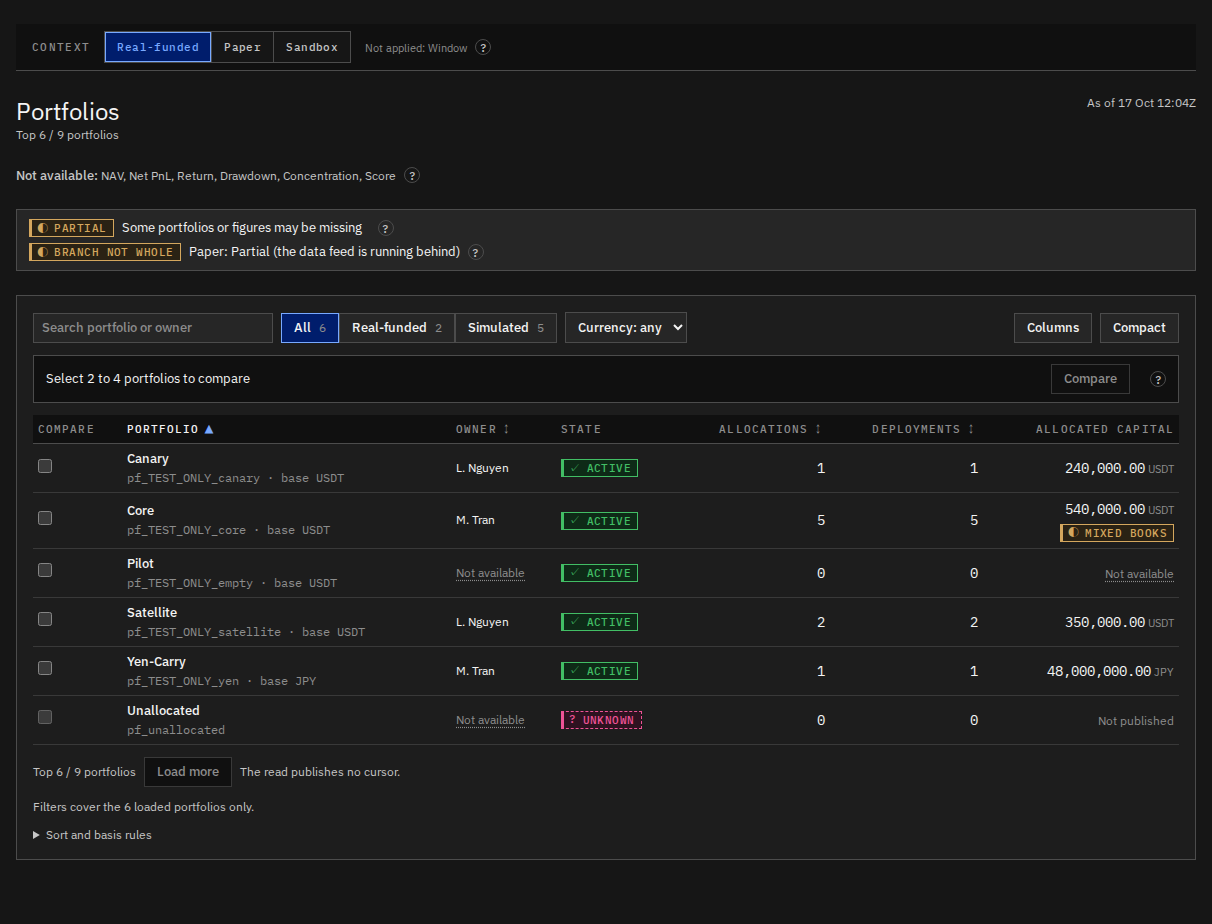 CONTEXT Real-funded Paper Sandbox Not applied: Window ?
Portfolios
As of 17 Oct 12:04Z
Top 6 / 9 portfolios
Not available: NAV, Net PnL, Return, Drawdown, Concentration, Score ?
PARTIAL Some portfolios or figures may be missing ?
BRANCH NOT WHOLE Paper: Partial (the data feed is running behind) ?
Search portfolio or owner All 6 Real-funded 2 Simulated 5 Currency: any Columns Compact
Select 2 to 4 portfolios to compare Compare ?
COMPARE PORTFOLIO ▲ OWNER ↕ STATE ALLOCATIONS ↕ DEPLOYMENTS ↕ ALLOCATED CAPITAL
Canary
pf_TEST_ONLY_canary · base USDT
L. Nguyen ✓ ACTIVE 1 1 240,000.00 USDT
Core
pf_TEST_ONLY_core · base USDT
M. Tran ✓ ACTIVE 5 5 540,000.00 USDT
MIXED BOOKS
Pilot
pf_TEST_ONLY_empty · base USDT
Not available ✓ ACTIVE 0 0 Not available
Satellite
pf_TEST_ONLY_satellite · base USDT
L. Nguyen ✓ ACTIVE 2 2 350,000.00 USDT
Yen-Carry
pf_TEST_ONLY_yen · base JPY
M. Tran ✓ ACTIVE 1 1 48,000,000.00 JPY
Unallocated
pf_unallocated
Not available ? UNKNOWN 0 0 Not published
Top 6 / 9 portfolios Load more The read publishes no cursor.
Filters cover the 6 loaded portfolios only.
▶ Sort and basis rules